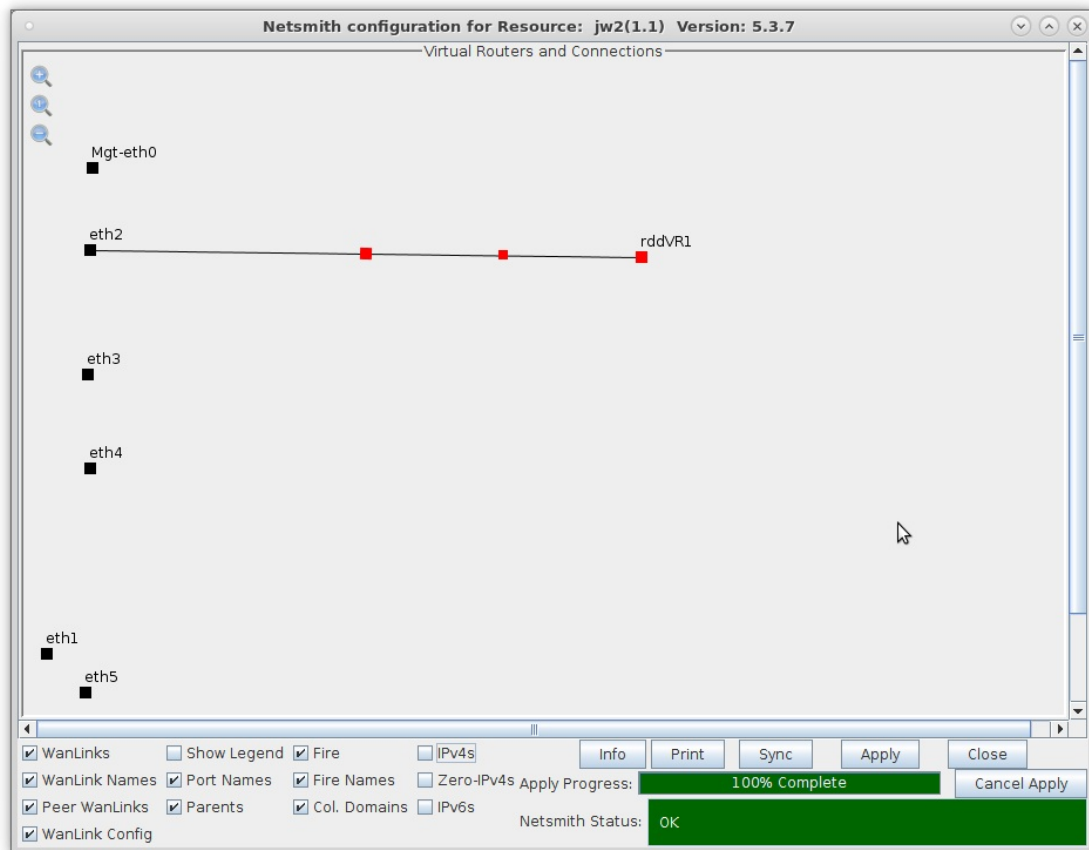 Netsmith configuration for Resource: jw2(1.1) Version: 5.3.7
Virtual Routers and Connections
Mgt-eth0
eth2
rddVR1
eth3
eth4
eth1
eth5
WanLinks Show Legend Fire IPv4s Info Print Sync Apply Close
WanLink Names Port Names Fire Names Zero-IPv4s Apply Progress: 100% Complete Cancel Apply
Peer WanLinks Parents Col. Domains IPv6s Netsmith Status: OK
WanLink Config